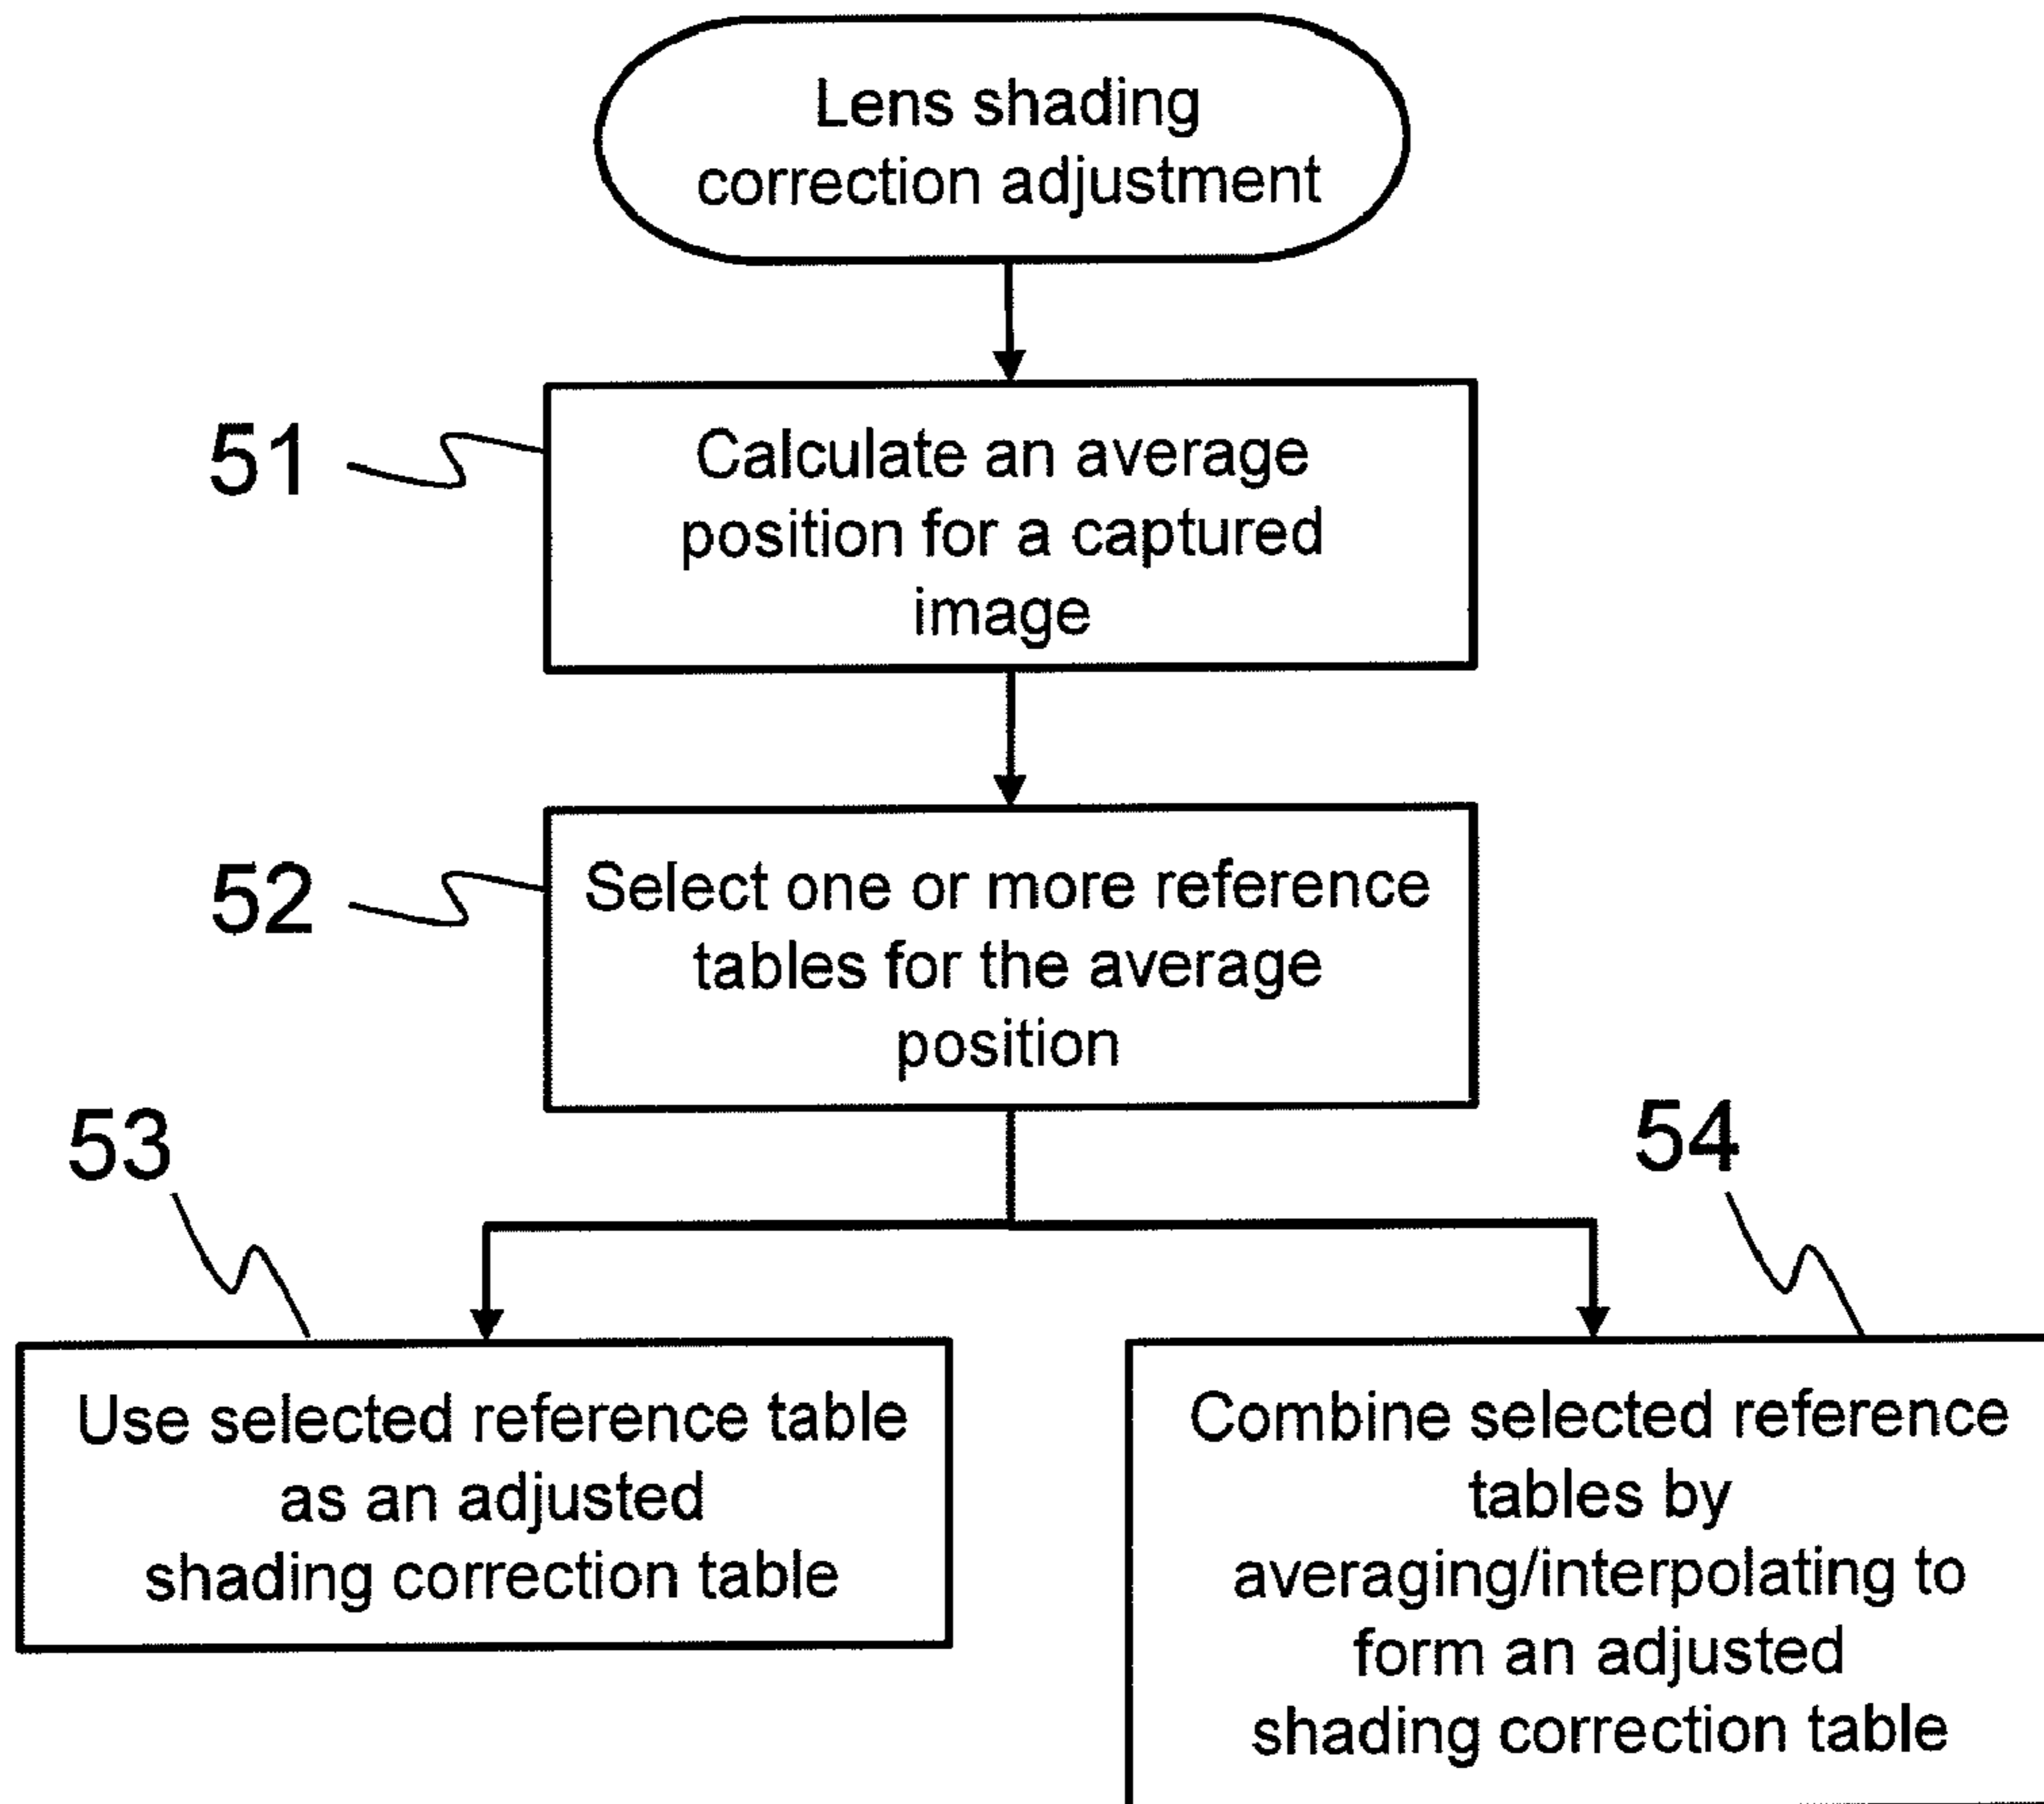 Lens shading
correction adjustment
51
Calculate an average
position for a captured
image
52
Select one or more reference
tables for the average
position
53
54
Use selected reference table
as an adjusted
shading correction table
Combine selected reference
tables by
averaging/interpolating to
form an adjusted
shading correction table